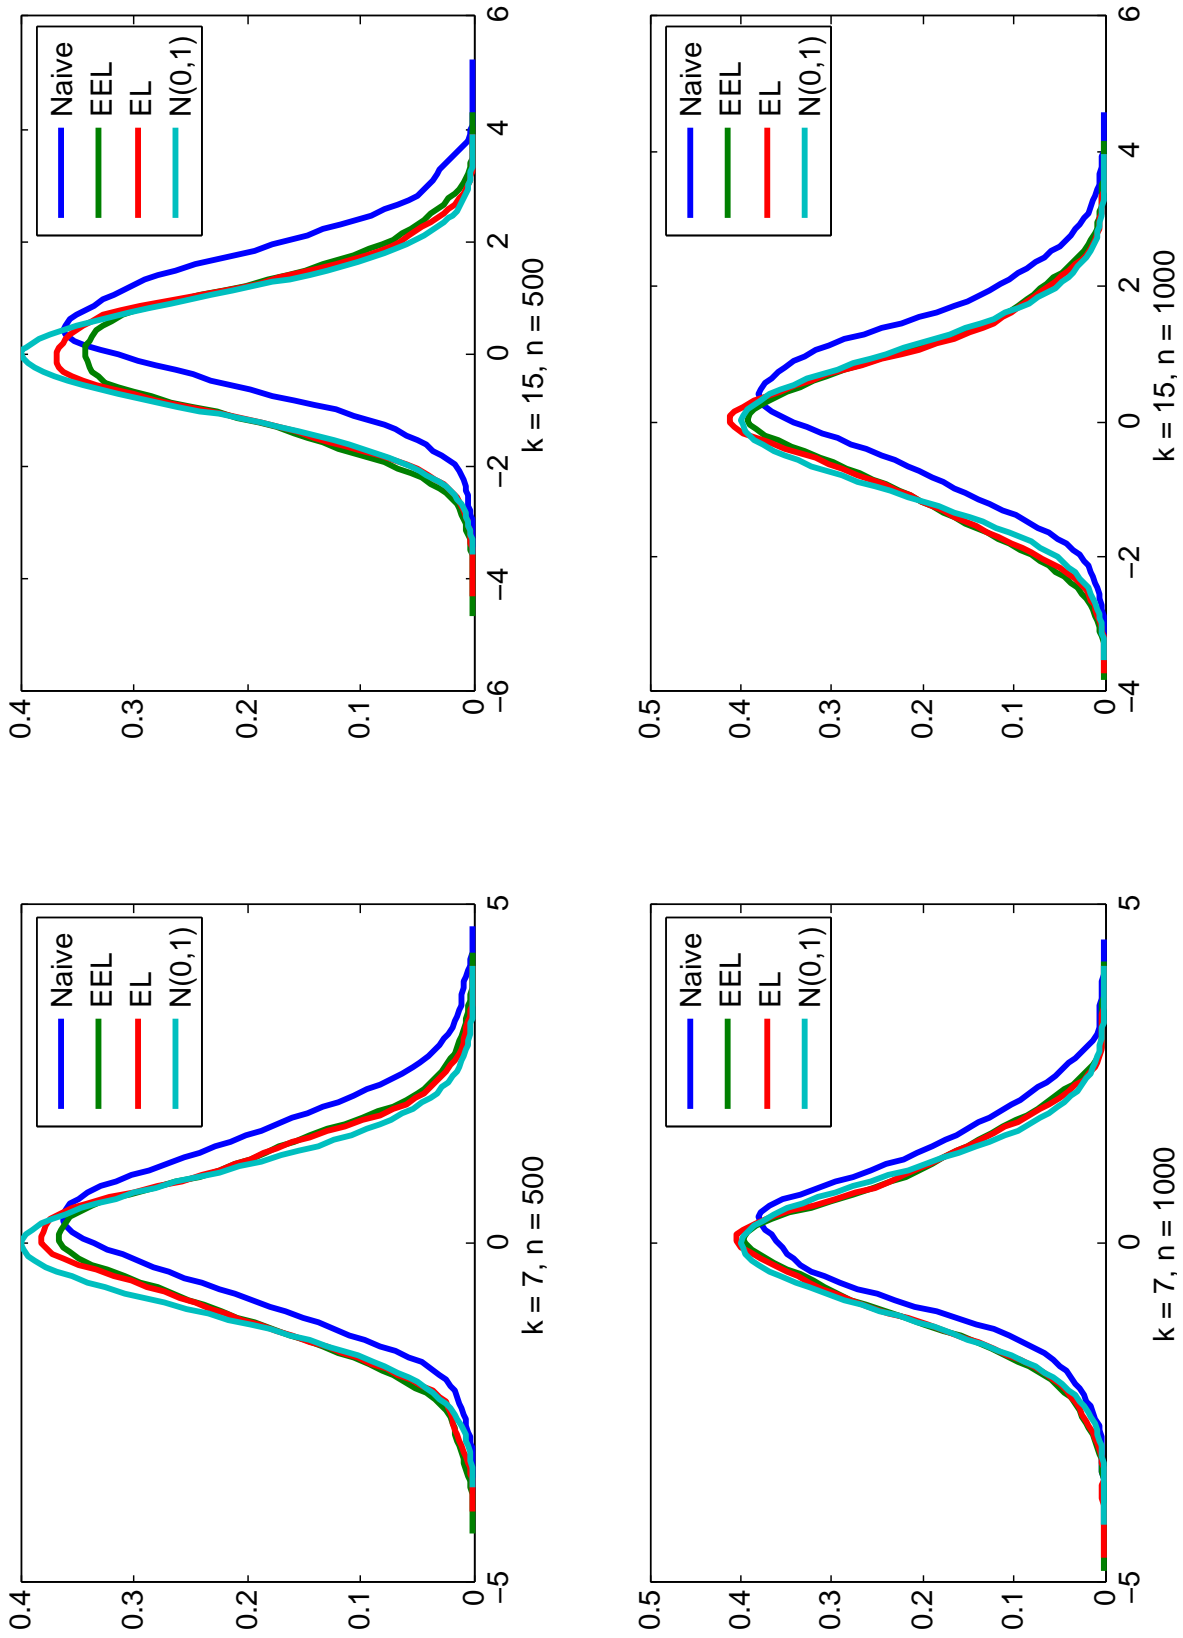 0.4
0.3
0.2
0.1
0
−5
0
5
k = 7, n = 500
Naive
EEL
EL
N(0,1)
0.4
0.3
0.2
0.1
0
−6
−4
−2
0
2
4
6
k = 15, n = 500
Naive
EEL
EL
N(0,1)
0.5
0.4
0.3
0.2
0.1
0
−5
0
5
k = 7, n = 1000
Naive
EEL
EL
N(0,1)
0.5
0.4
0.3
0.2
0.1
0
−4
−2
0
2
4
6
k = 15, n = 1000
Naive
EEL
EL
N(0,1)